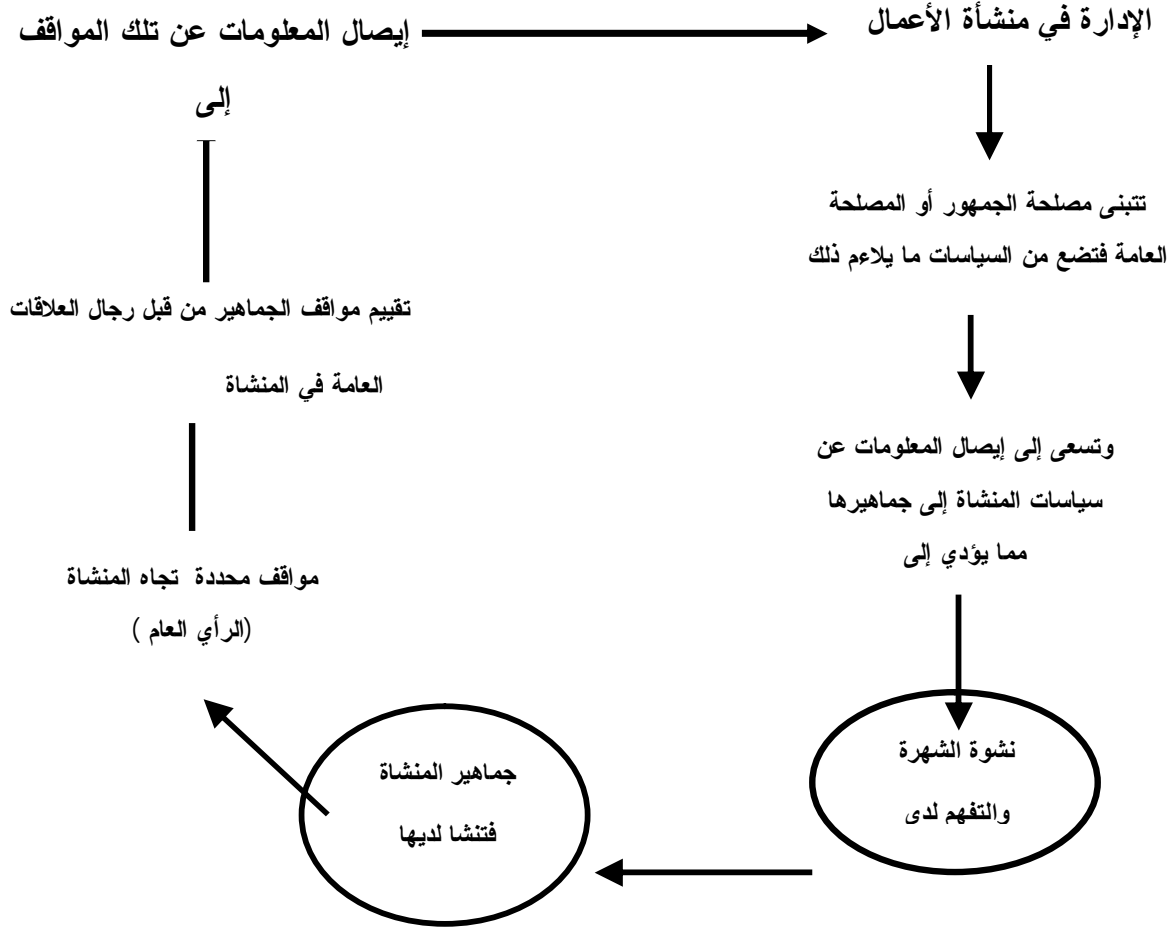 الإدارة في منشأة الأعمال
تتبنى مصلحة الجمهور أو المصلحة
العامة فتضع من السياسات ما يلاءم ذلك
وتسعى إلى إيصال المعلومات عن
سياسات المنشاة إلى جماهيرها
مما يؤدي إلى
نشوة الشهرة
والتفهم لدى
جماهير المنشاة
فتنشا لديها
مواقف محددة تجاه المنشاة
(الرأي العام )
تقييم مواقف الجماهير من قبل رجال العلاقات
العامة في المنشاة
إيصال المعلومات عن تلك المواقف
إلى